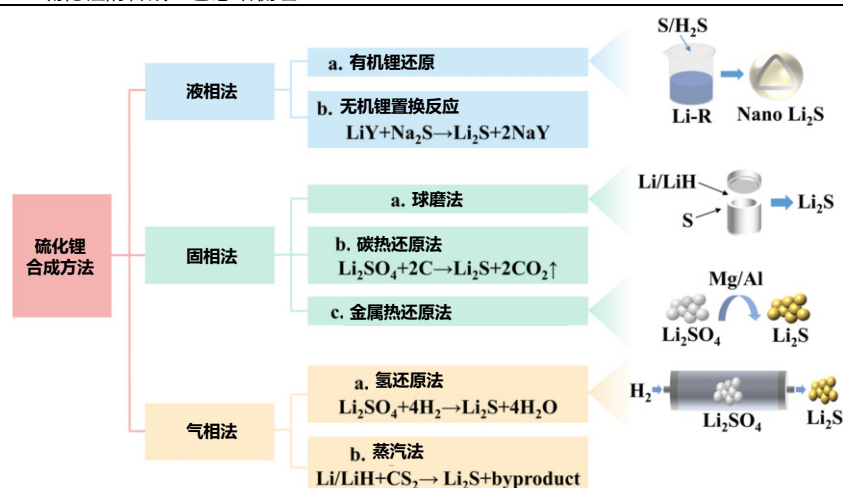 硫化锂
合成方法
液相法
a. 有机锂还原
b. 无机锂置换反应
LiY+Na₂S→Li₂S+2NaY
S/H₂S
Li-R
Nano Li₂S
固相法
a. 球磨法
b. 碳热还原法
Li₂SO₄+2C→Li₂S+2CO₂↑
c. 金属热还原法
Li/LiH
S
Li₂S
Mg/Al
Li₂SO₄
Li₂S
气相法
a. 氢还原法
Li₂SO₄+4H₂→Li₂S+4H₂O
b. 蒸汽法
Li/LiH+CS₂→ Li₂S+byproduct
H₂
Li₂SO₄
Li₂S